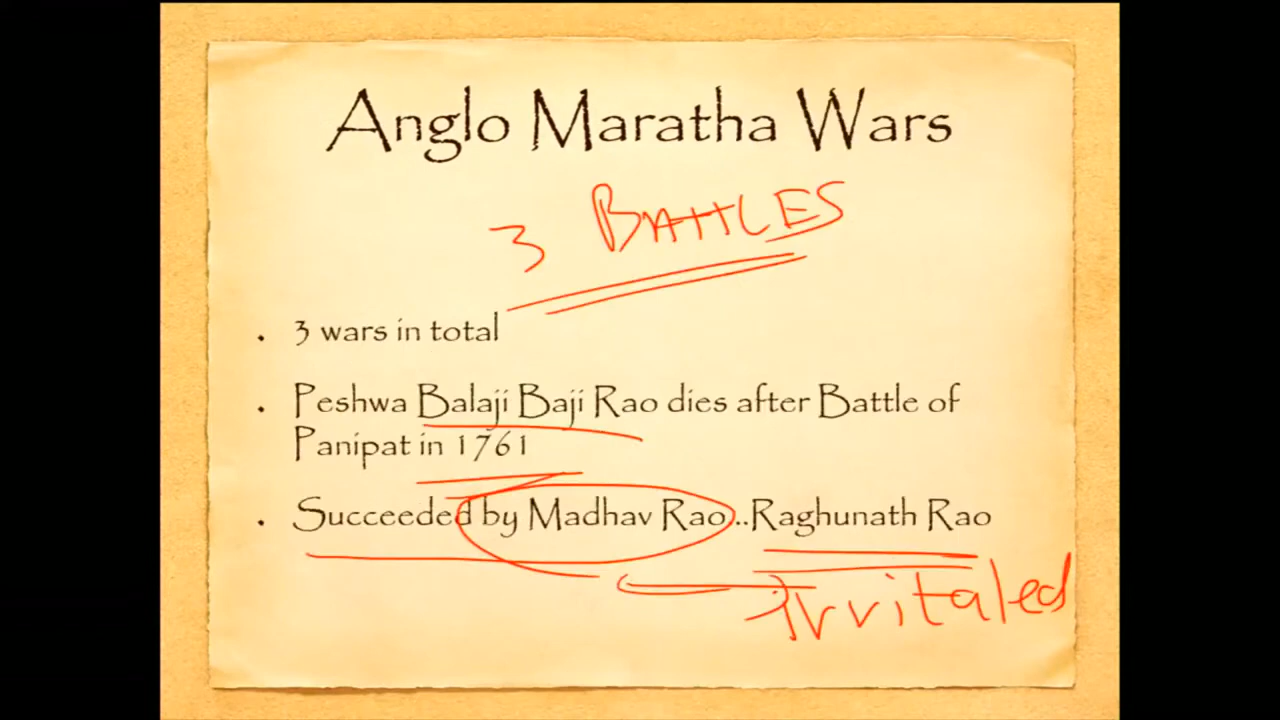 Anglo Maratha Wars
3 BATTLES
. 3 wars in total
. Peshwa Balaji Baji Rao dies after Battle of
Panipat in 1761
. Succeeded by Madhav Rao..Raghunath Rao
irritated